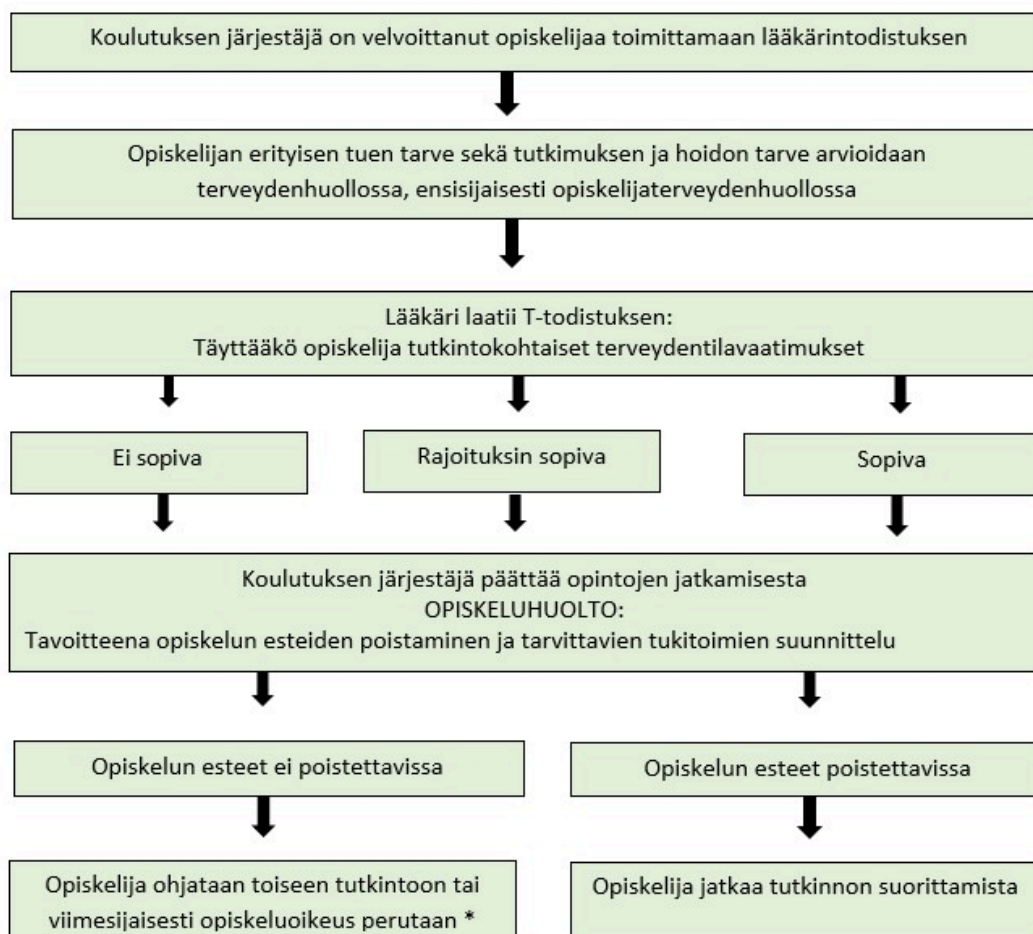 Koulutuksen järjestäjä on velvoittanut opiskelijaa toimittamaan lääkärintodistuksen
Opiskelijan erityisen tuen tarve sekä tutkimuksen ja hoidon tarve arvioidaan
terveydenhuollossa, ensisijaisesti opiskelijaterveydenhuollossa
Lääkäri laatii T-todistuksen:
Täyttääkö opiskelija tutkintokohtaiset terveydentilavaatimukset
Ei sopiva
Rajoituksin sopiva
Sopiva
Koulutuksen järjestäjä päättää opintojen jatkamisesta
OPISKELUHUOLTO:
Tavoitteena opiskelun esteiden poistaminen ja tarvittavien tukitoimien suunnittelu
Opiskelun esteet ei poistettavissa
Opiskelun esteet poistettavissa
Opiskelija ohjataan toiseen tutkintoon tai
viimesijaisesti opiskeluoikeus perutaan *
Opiskelija jatkaa tutkinnon suorittamista